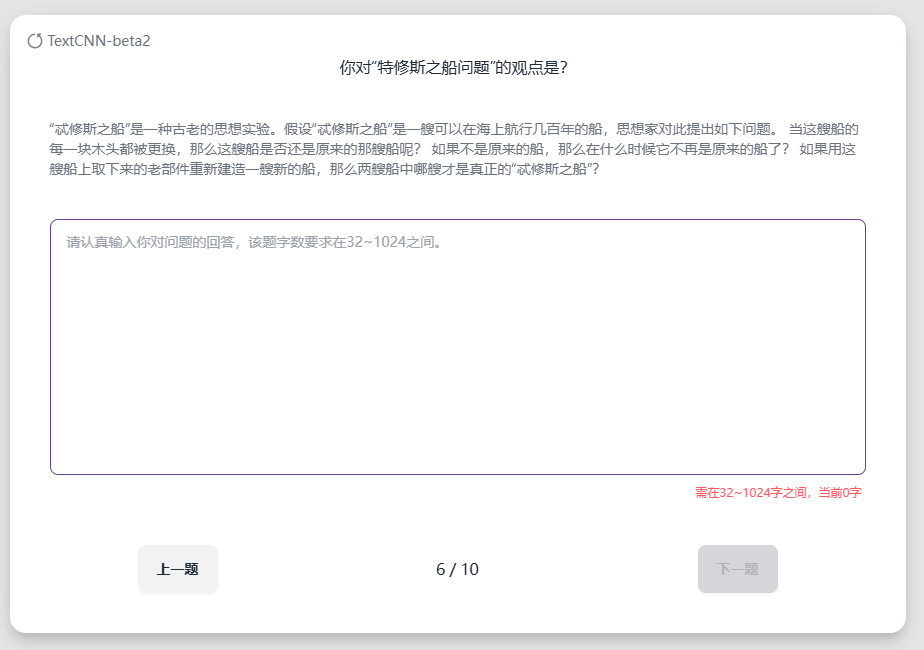 TextCNN-beta2
你对“特修斯之船问题”的观点是？
“忒修斯之船”是一种古老的思想实验。假设“忒修斯之船”是一艘可以在海上航行几百年的船，思想家对此提出如下问题。 当这艘船的
每一块木头都被更换，那么这艘船是否还是原来的那艘船呢？ 如果不是原来的船，那么在什么时候它不再是原来的船了？ 如果用这
艘船上取下来的老部件重新建造一艘新的船，那么两艘船中哪艘才是真正的“忒修斯之船”？
请认真输入你对问题的回答，该题字数要求在32~1024之间。
需在32~1024字之间，当前0字
上一题
6 / 10
下一题